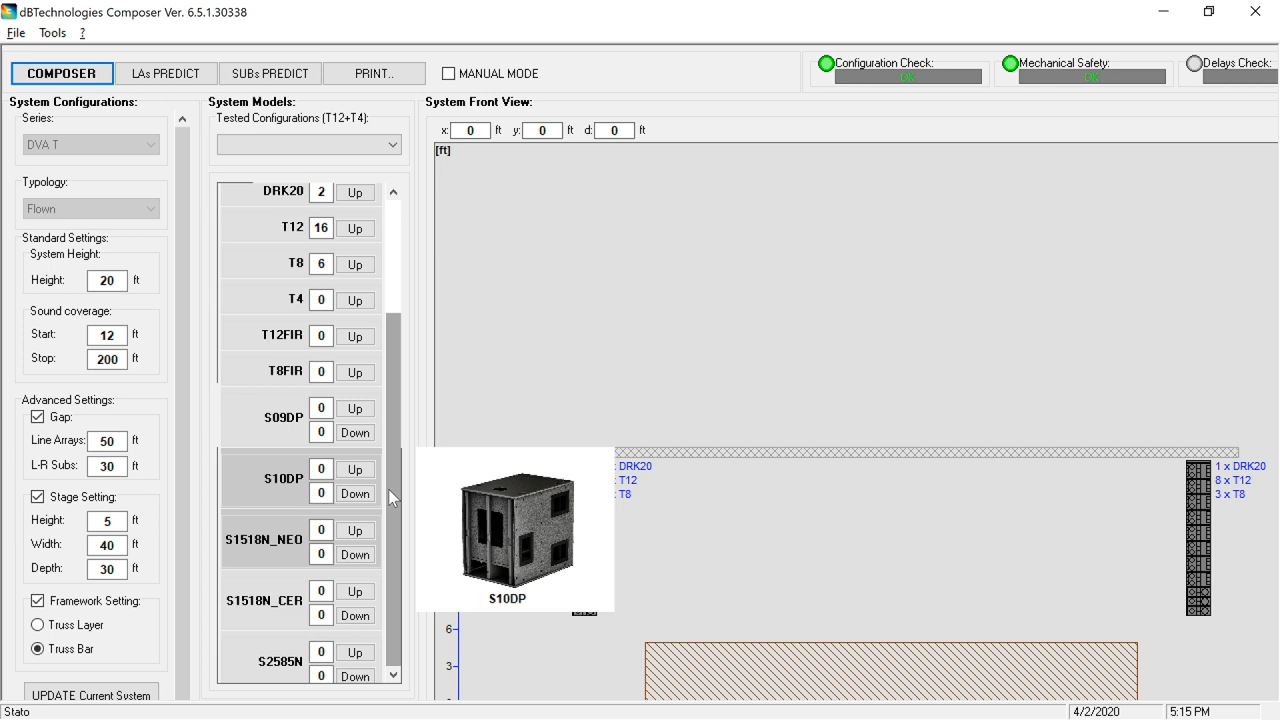 dBTechnologies Composer Ver. 6.5.1.30338
File Tools ?
COMPOSER LAs PREDICT SUBs PREDICT PRINT.. MANUAL MODE
Configuration Check: Mechanical Safety: Delays Check:
OK OK
System Configurations: System Models: System Front View:
Series: Tested Configurations (T12+T4):
x: 0 ft y: 0 ft d: 0 ft
DVA T
[ft]
Typology:
Flown
Standard Settings:
System Height:
Height: 20 ft
Sound coverage:
Start: 12 ft
Stop: 200 ft
Advanced Settings:
Gap:
Line Arrays: 50 ft
L-R Subs: 30 ft
Stage Setting:
Height: 5 ft
Width: 40 ft
Depth: 30 ft
Framework Setting:
Truss Layer
Truss Bar
UPDATE Current System
DRK20 2 Up
T12 16 Up
T8 6 Up
T4 0 Up
T12FIR 0 Up
T8FIR 0 Up
S09DP 0 Up
0 Down
S10DP 0 Up
0 Down
S1518N_NEO 0 Up
0 Down
S1518N_CER 0 Up
0 Down
S2585N 0 Up
0 Down
S10DP
: DRK20
: T12
: T8
1 x DRK20
8 x T12
3 x T8
6
3
Stato 4/2/2020 5:15 PM